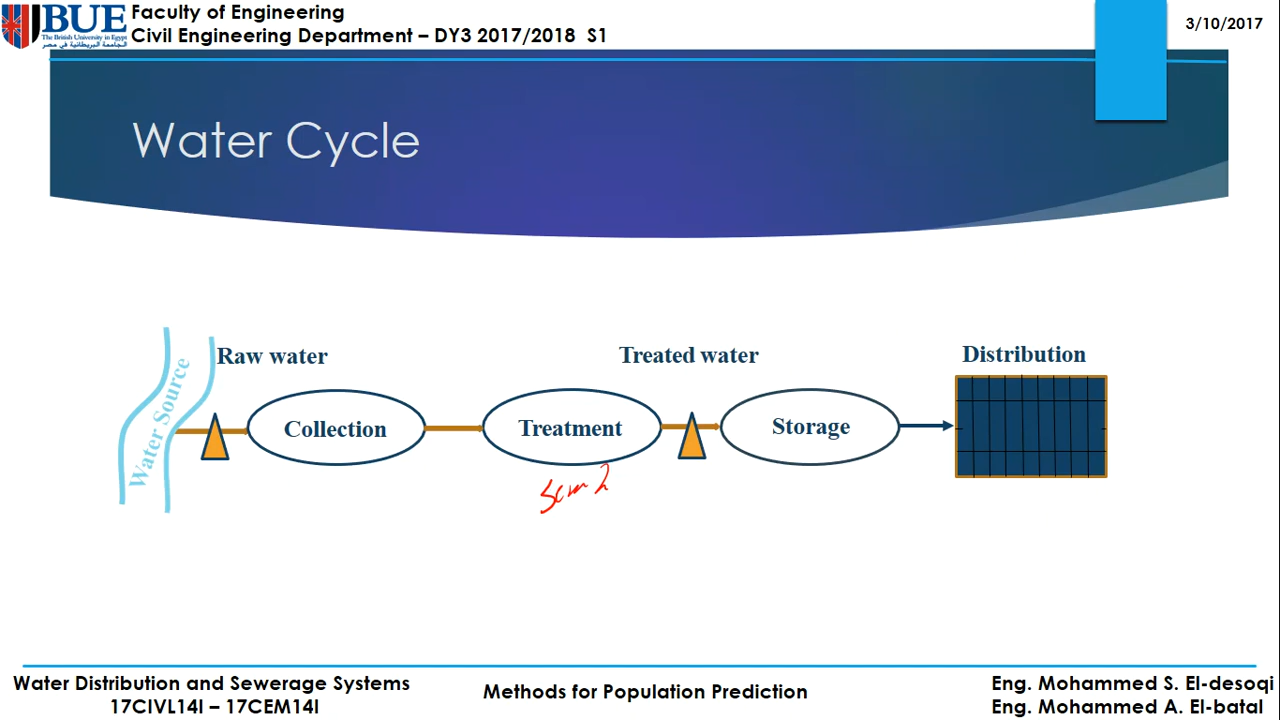 BUE
The British University in Egypt
الجامعة البريطانية في مصر
Faculty of Engineering
Civil Engineering Department – DY3 2017/2018 S1
3/10/2017
Water Cycle
Raw water
Treated water
Distribution
Water Source
Collection
Treatment
Storage
Water Distribution and Sewerage Systems
17CIVL14I – 17CEM14I
Methods for Population Prediction
Eng. Mohammed S. El-desoqi
Eng. Mohammed A. El-batal